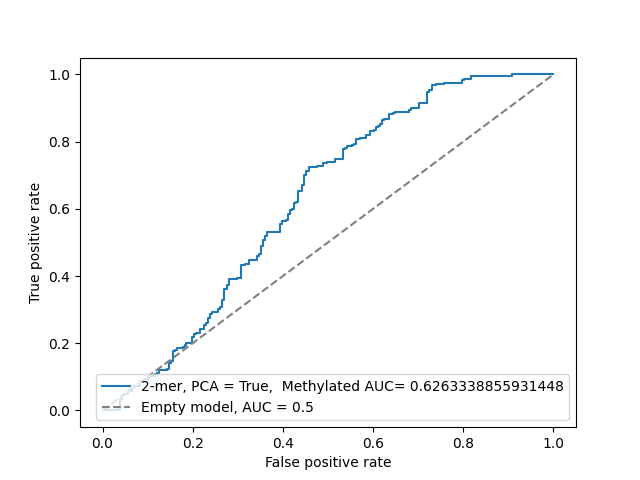 1.0
0.8
0.6
0.4
0.2
0.0
True positive rate
2-mer, PCA = True,  Methylated AUC= 0.6263338855931448
Empty model, AUC = 0.5
0.0 0.2 0.4 0.6 0.8 1.0
False positive rate